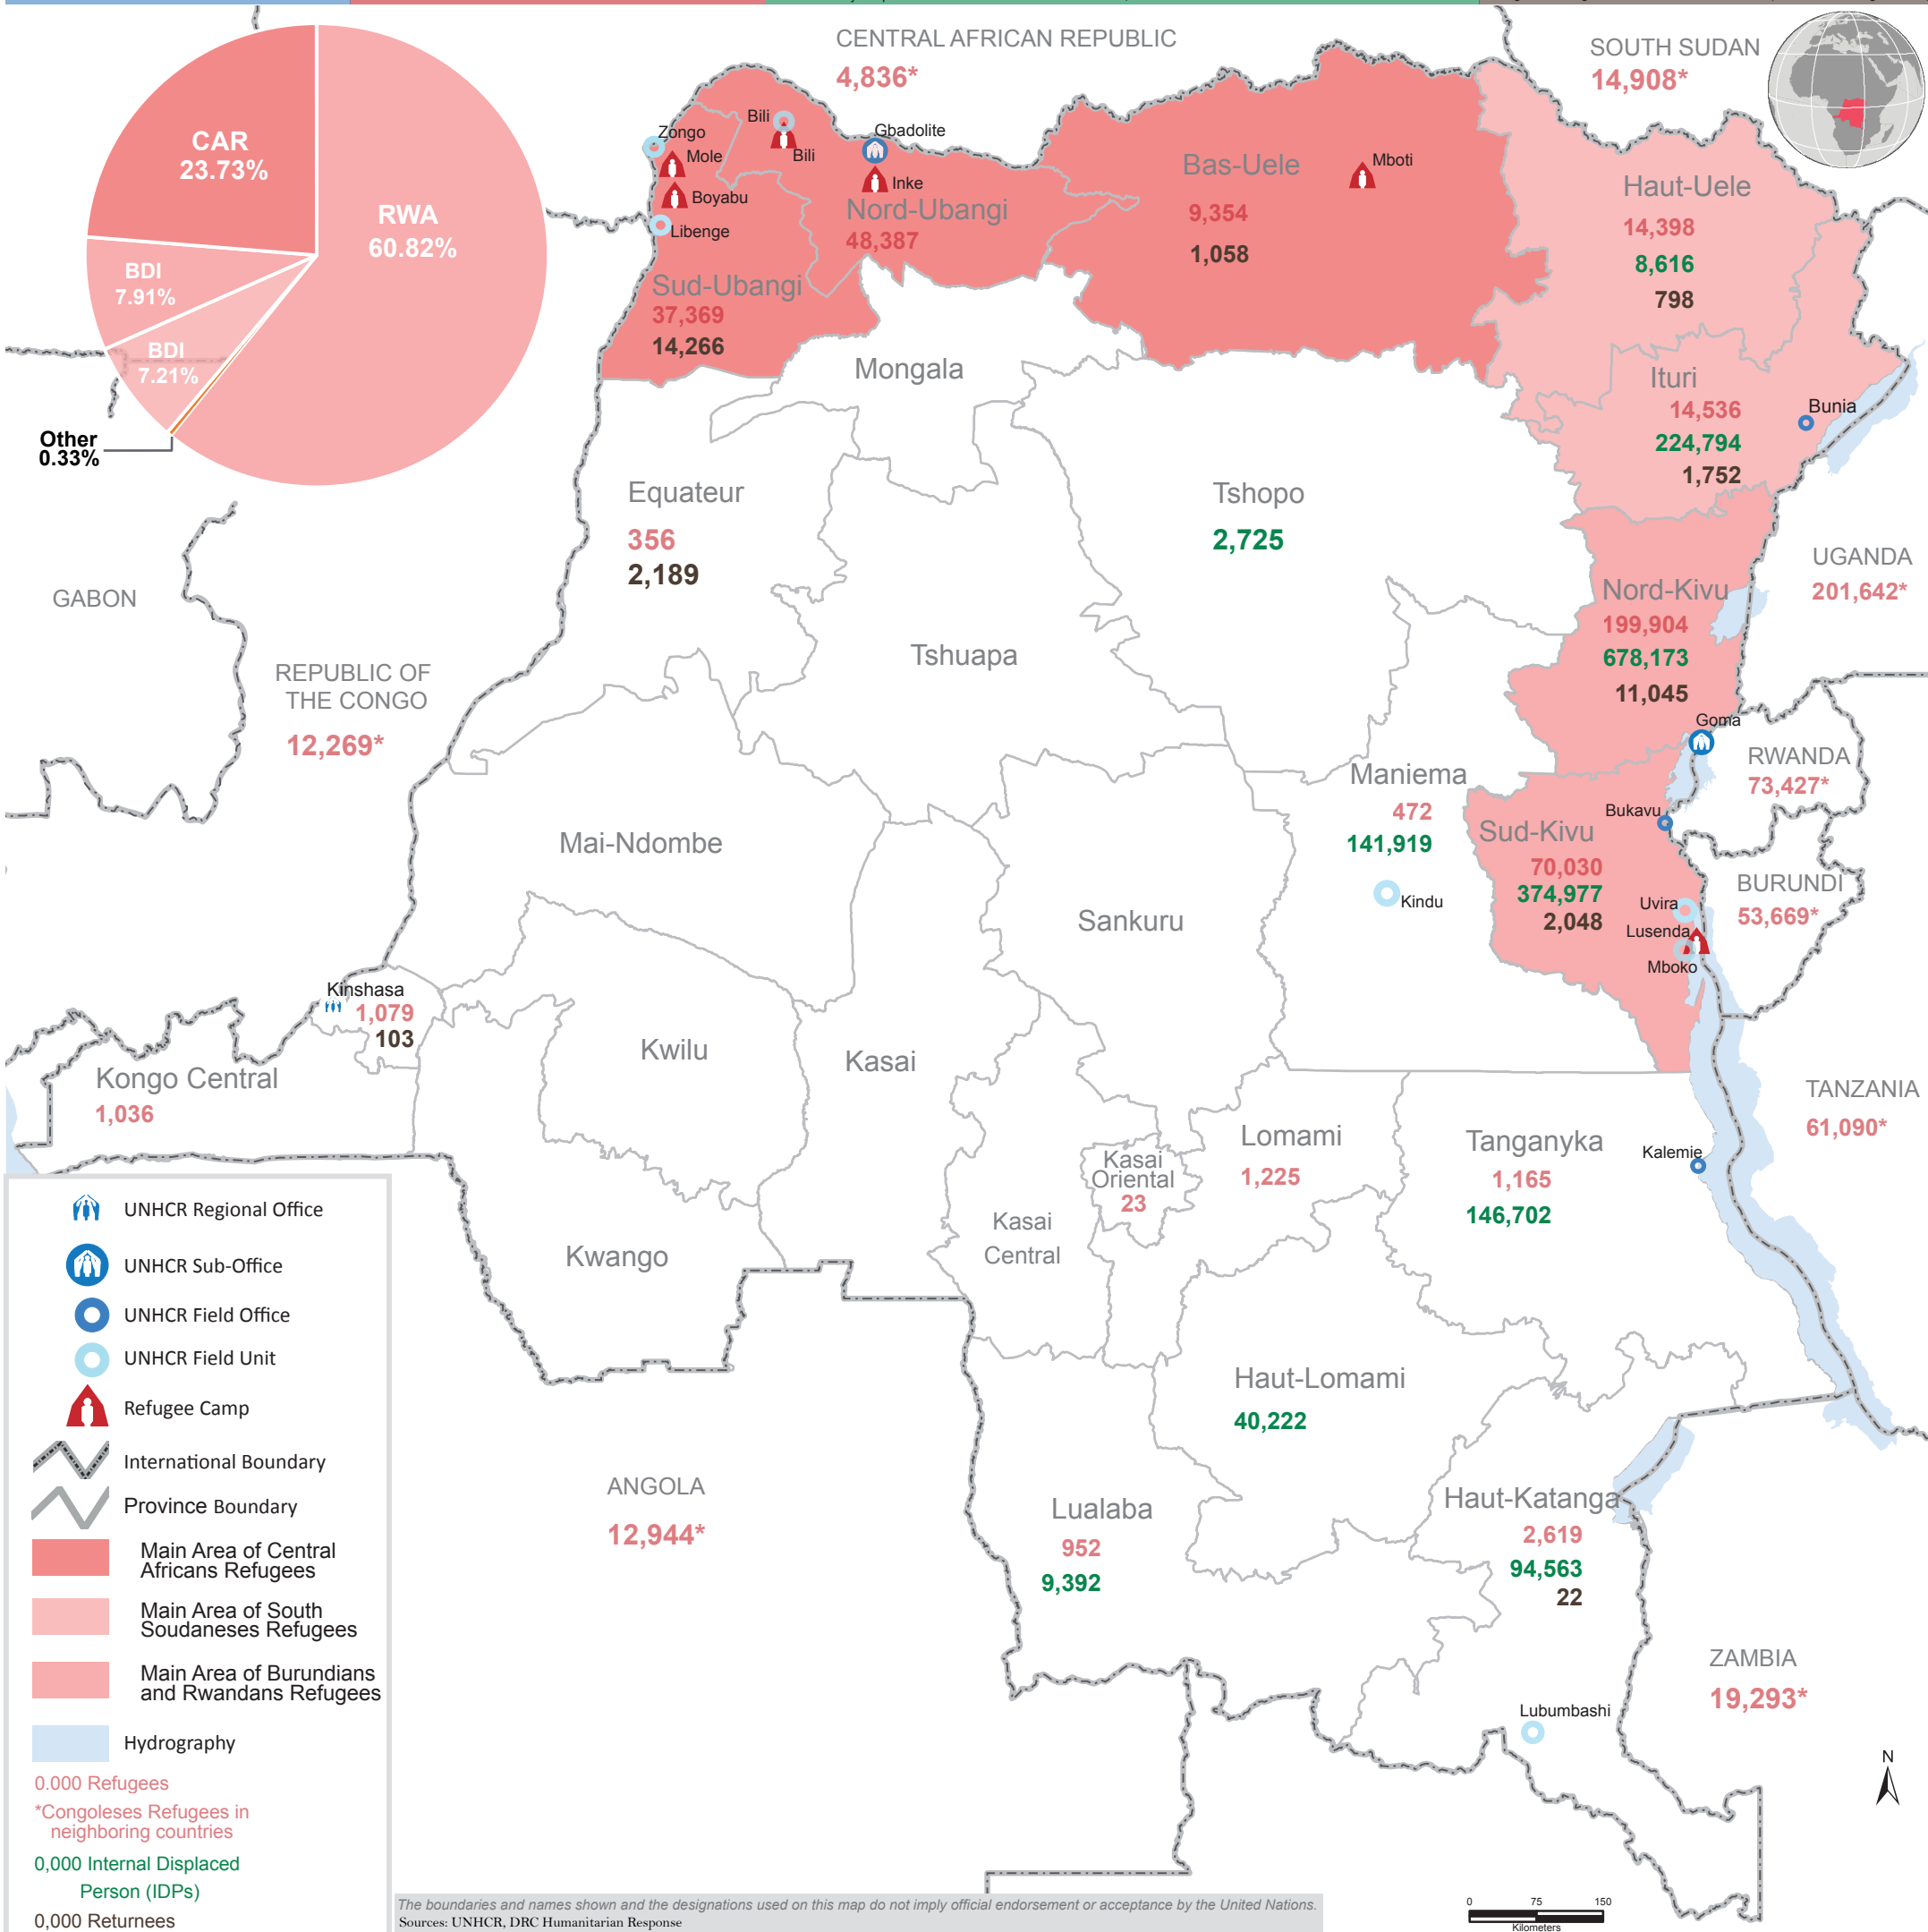 CENTRAL AFRICAN REPUBLIC
4,836*
SOUTH SUDAN
14,908*
CAR
23.73%
RWA
60.82%
BDI
7.91%
BDI
7.21%
Other
0.33%
Zongo
Mole
Boyabu
Libenge
Bili
Bili
Gbadolite
Inke
Nord-Ubangi
48,387
Sud-Ubangi
37,369
14,266
Bas-Uele
9,354
1,058
Mboti
Haut-Uele
14,398
8,616
798
Ituri
14,536
224,794
1,752
Bunia
Mongala
Equateur
356
2,189
Tshopo
2,725
GABON
REPUBLIC OF
THE CONGO
12,269*
Tshuapa
Nord-Kivu
199,904
678,173
11,045
Goma
UGANDA
201,642*
RWANDA
73,427*
Mai-Ndombe
Maniema
472
141,919
Kindu
Bukavu
Sud-Kivu
70,030
374,977
2,048
Uvira
Lusenda
Mboko
BURUNDI
53,669*
Sankuru
Kinshasa
1,079
103
Kwilu
Kasai
Kongo Central
1,036
TANZANIA
61,090*
Lomami
1,225
Kasai
Oriental
23
Tanganyka
1,165
146,702
Kalemie
Kasai
Central
Kwango
Haut-Lomami
40,222
ANGOLA
12,944*
Lualaba
952
9,392
Haut-Katanga
2,619
94,563
22
ZAMBIA
19,293*
Lubumbashi
UNHCR Regional Office
UNHCR Sub-Office
UNHCR Field Office
UNHCR Field Unit
Refugee Camp
International Boundary
Province Boundary
Main Area of Central
Africans Refugees
Main Area of South
Soudaneses Refugees
Main Area of Burundians
and Rwandans Refugees
Hydrography
0.000 Refugees
*Congoleses Refugees in
neighboring countries
0,000 Internal Displaced
Person (IDPs)
0,000 Returnees
The boundaries and names shown and the designations used on this map do not imply official endorsement or acceptance by the United Nations.
Sources: UNHCR, DRC Humanitarian Response
N
0 75 150
Kilometers